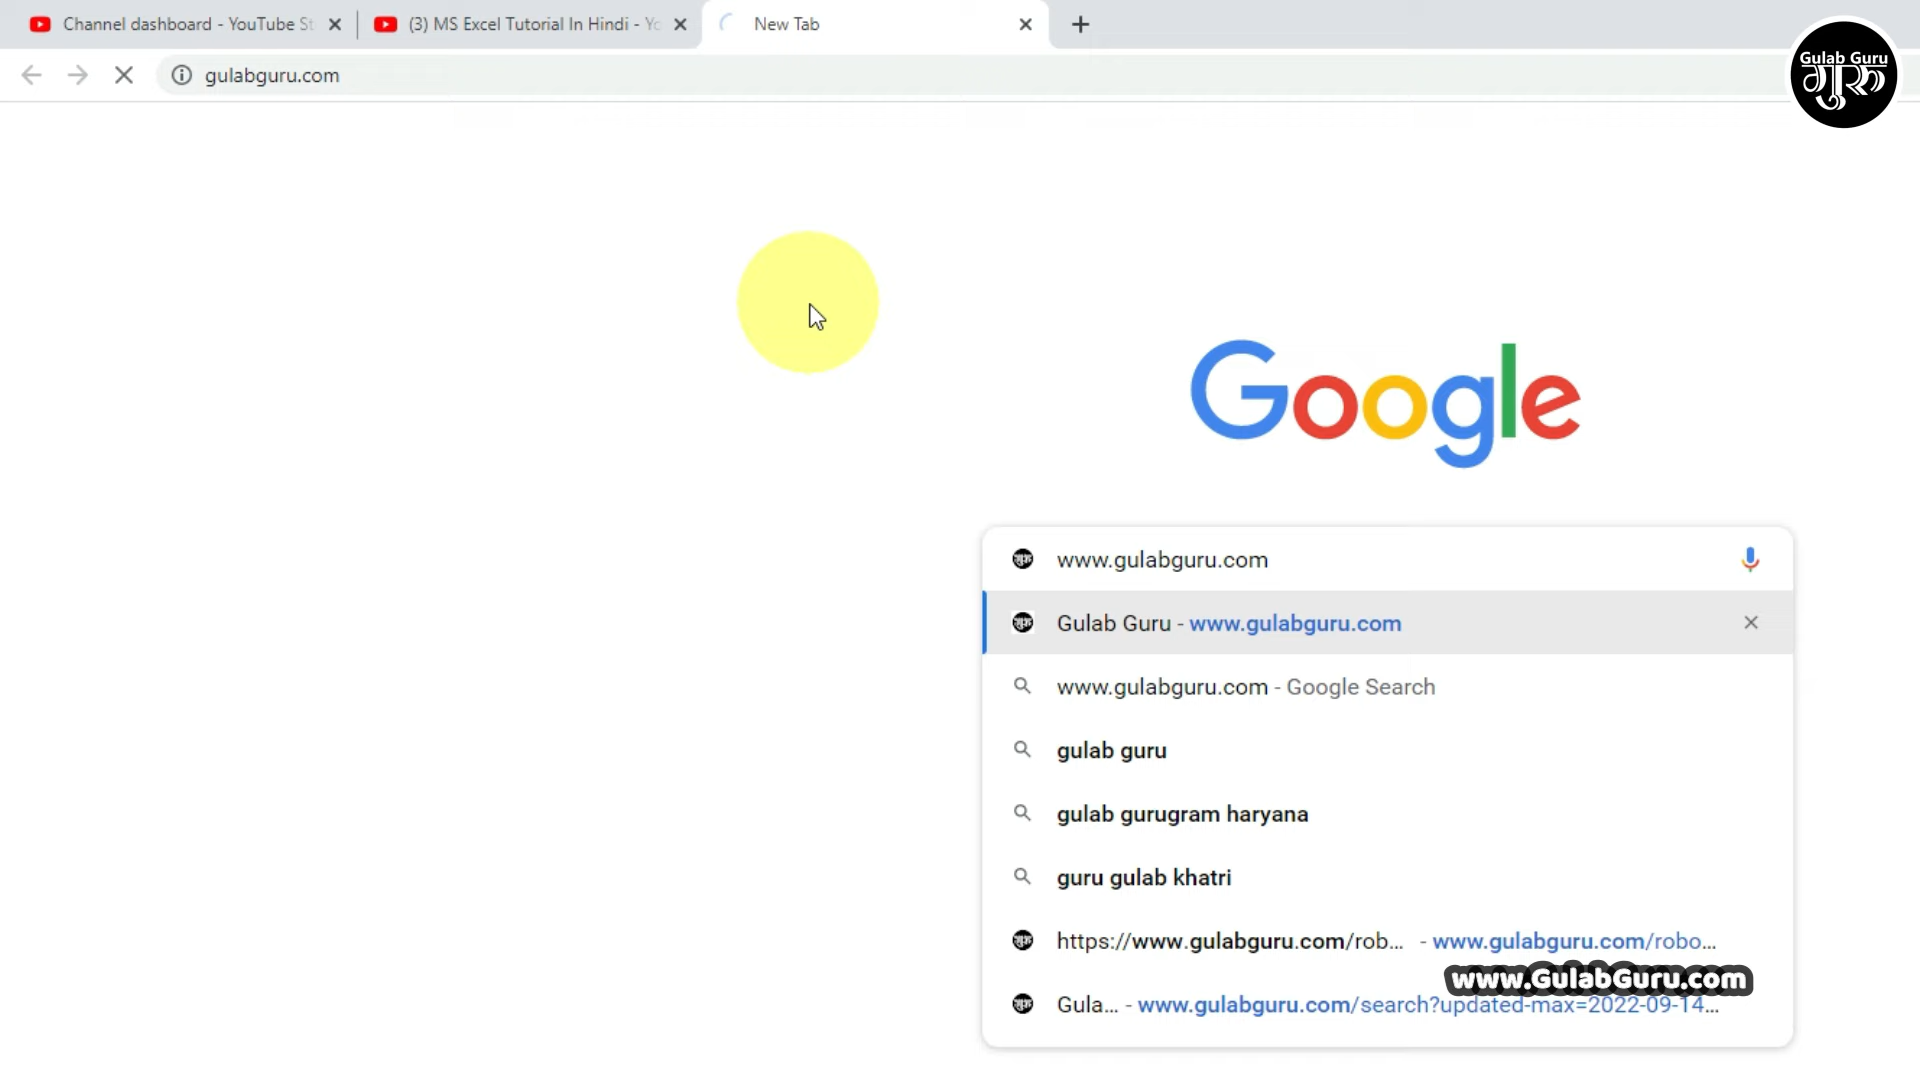 Channel dashboard - YouTube St
(3) MS Excel Tutorial In Hindi - Yo
New Tab
gulabguru.com
Gulab Guru
गुरु
Google
www.gulabguru.com
Gulab Guru - www.gulabguru.com
www.gulabguru.com - Google Search
gulab guru
gulab gurugram haryana
guru gulab khatri
https://www.gulabguru.com/rob... - www.gulabguru.com/robo...
www.GulabGuru.com
Gula... - www.gulabguru.com/search?updated-max=2022-09-14...